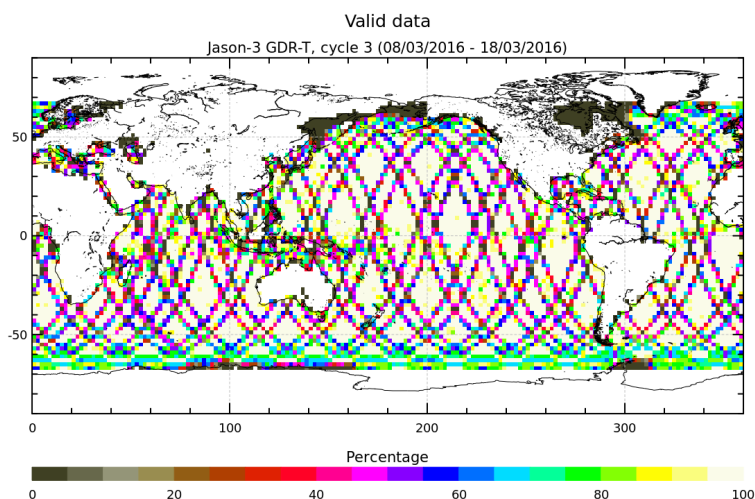 Valid data
Jason-3 GDR-T, cycle 3 (08/03/2016 - 18/03/2016)
50
0
-50
0 100 200 300
Percentage
0 20 40 60 80 100